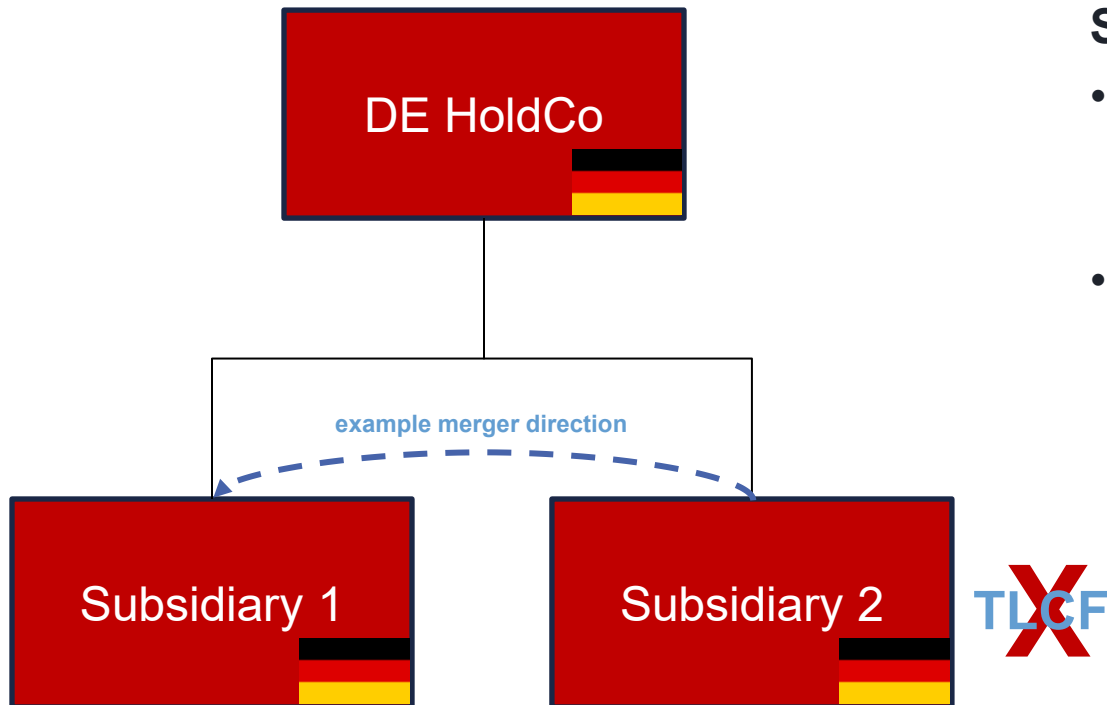 S
•
DE HoldCo
•
example merger direction
Subsidiary 1
Subsidiary 2
TLCF
X